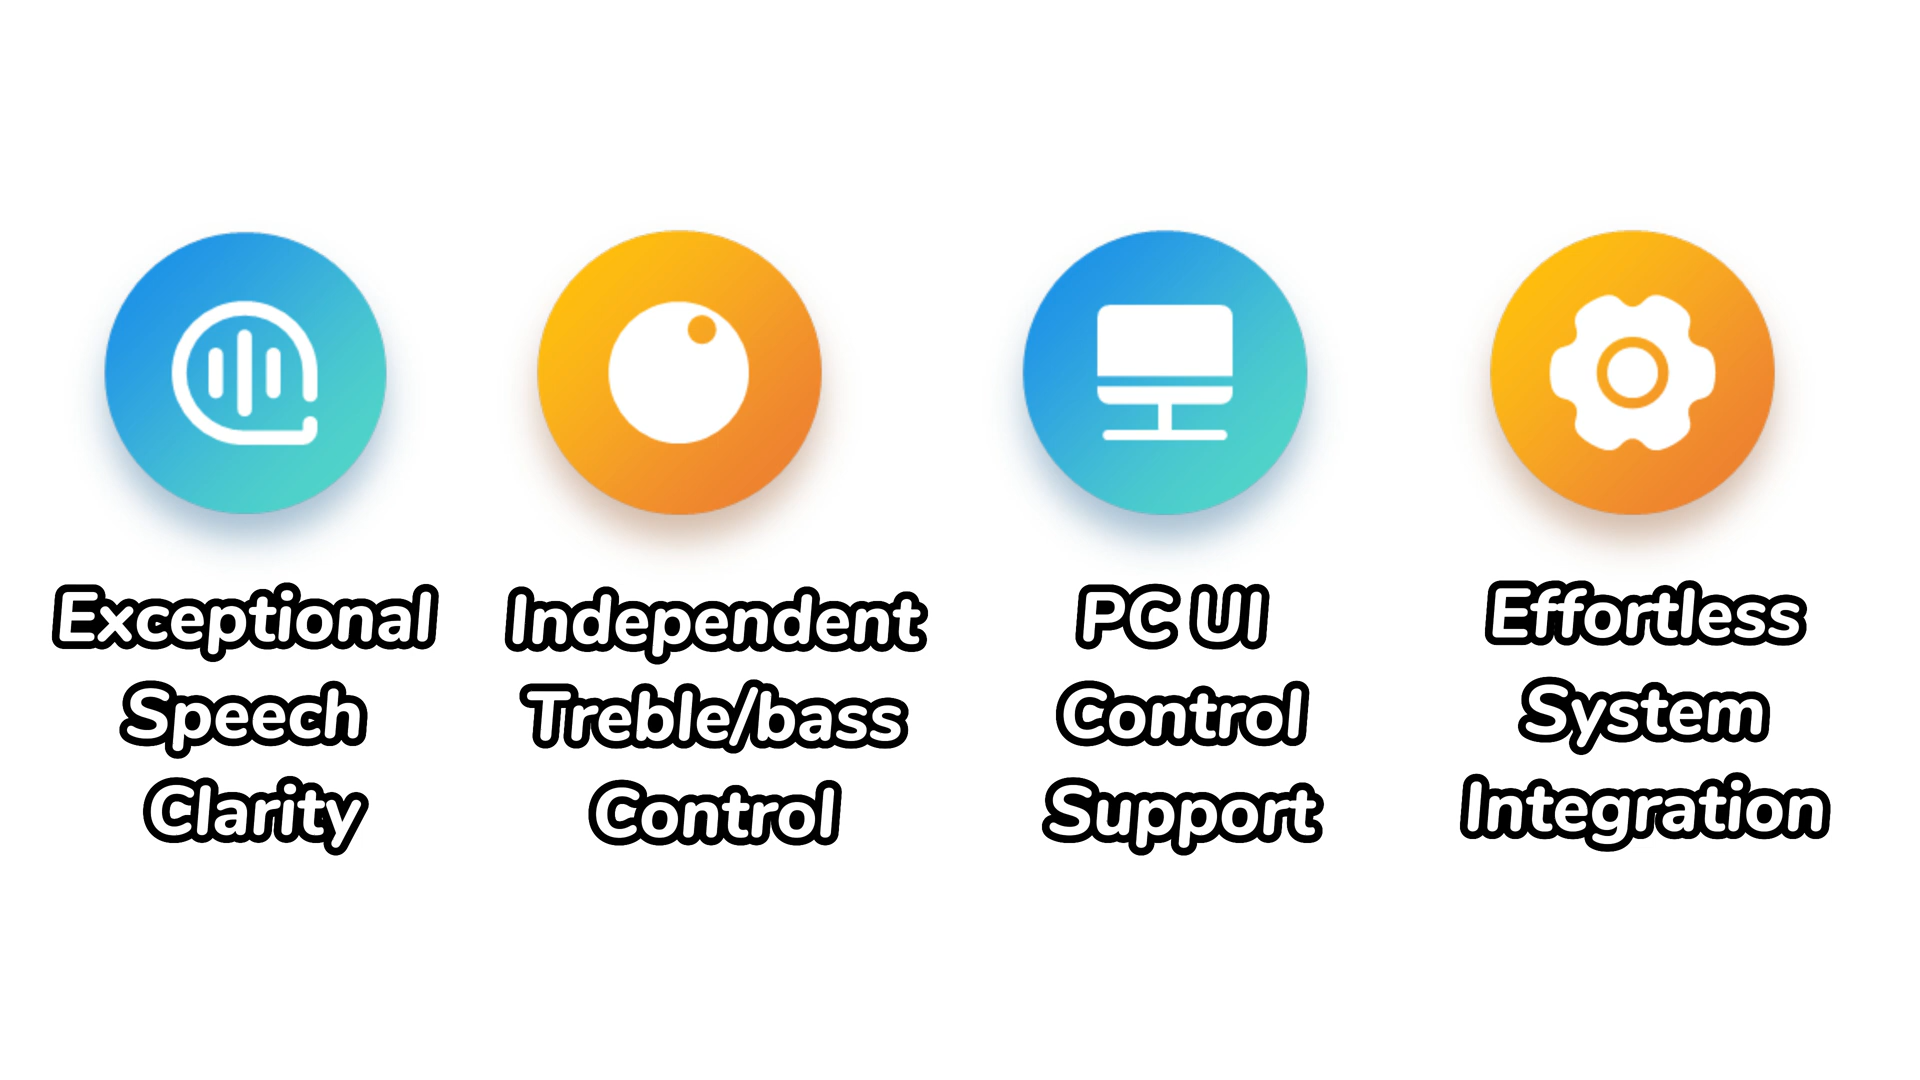 Exceptional
Speech
Clarity
Independent
Treble/bass
Control
PC UI
Control
Support
Effortless
System
Integration